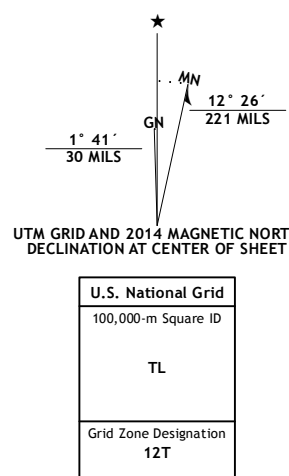 MN
12° 26´
221 MILS
GN
1° 41´
30 MILS
UTM GRID AND 2014 MAGNETIC NORT
DECLINATION AT CENTER OF SHEET
U.S. National Grid
100,000-m Square ID
TL
Grid Zone Designation
12T